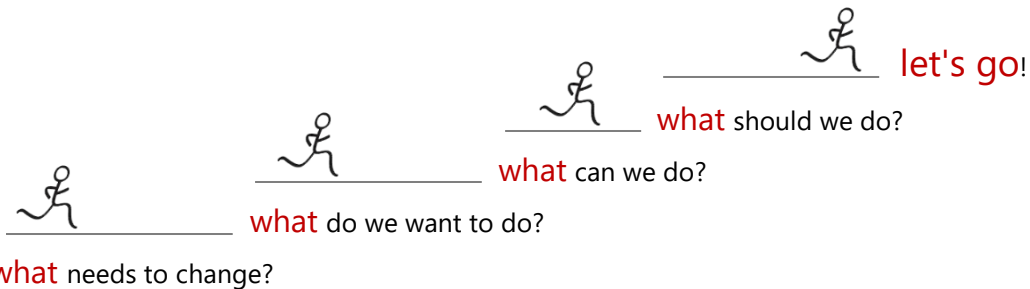 let's go!
what should we do?
what can we do?
what do we want to do?
what needs to change?